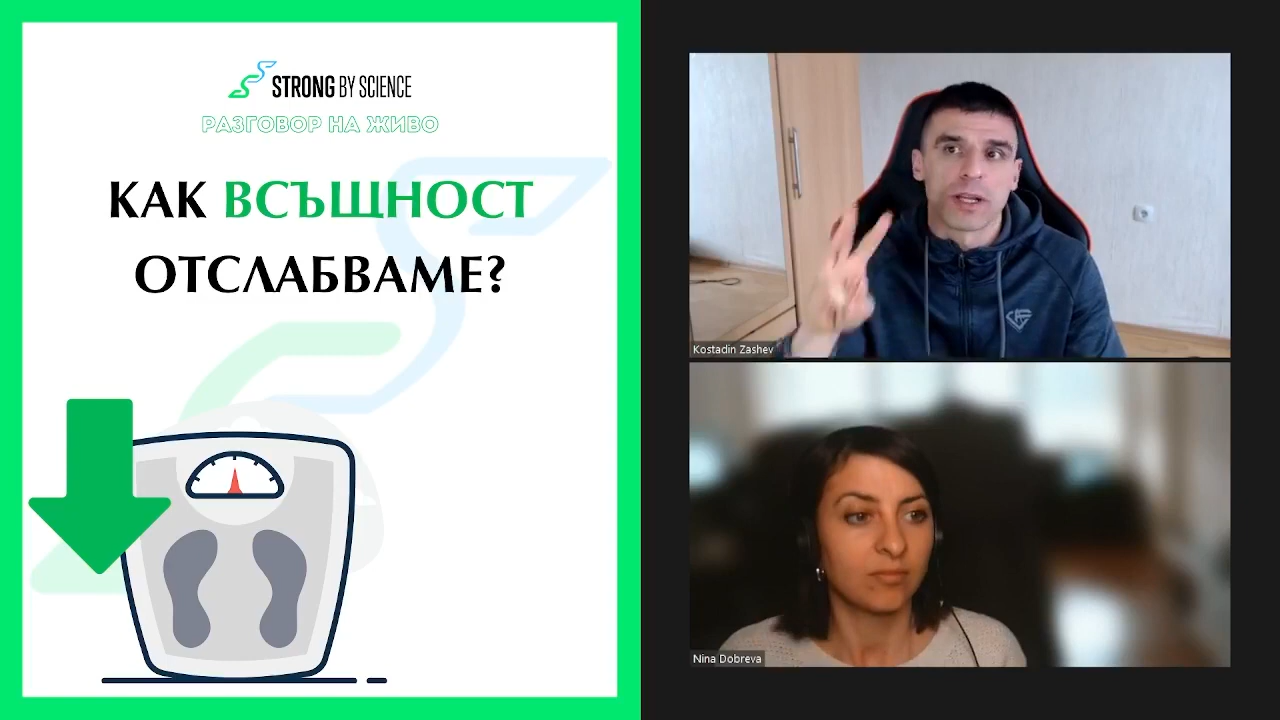 STRONG BY SCIENCE
РАЗГОВОР НА ЖИВО
КАК ВСЪЩНОСТ
ОТСЛАБВАМЕ?
Kostadin Zashev
Nina Dobreva